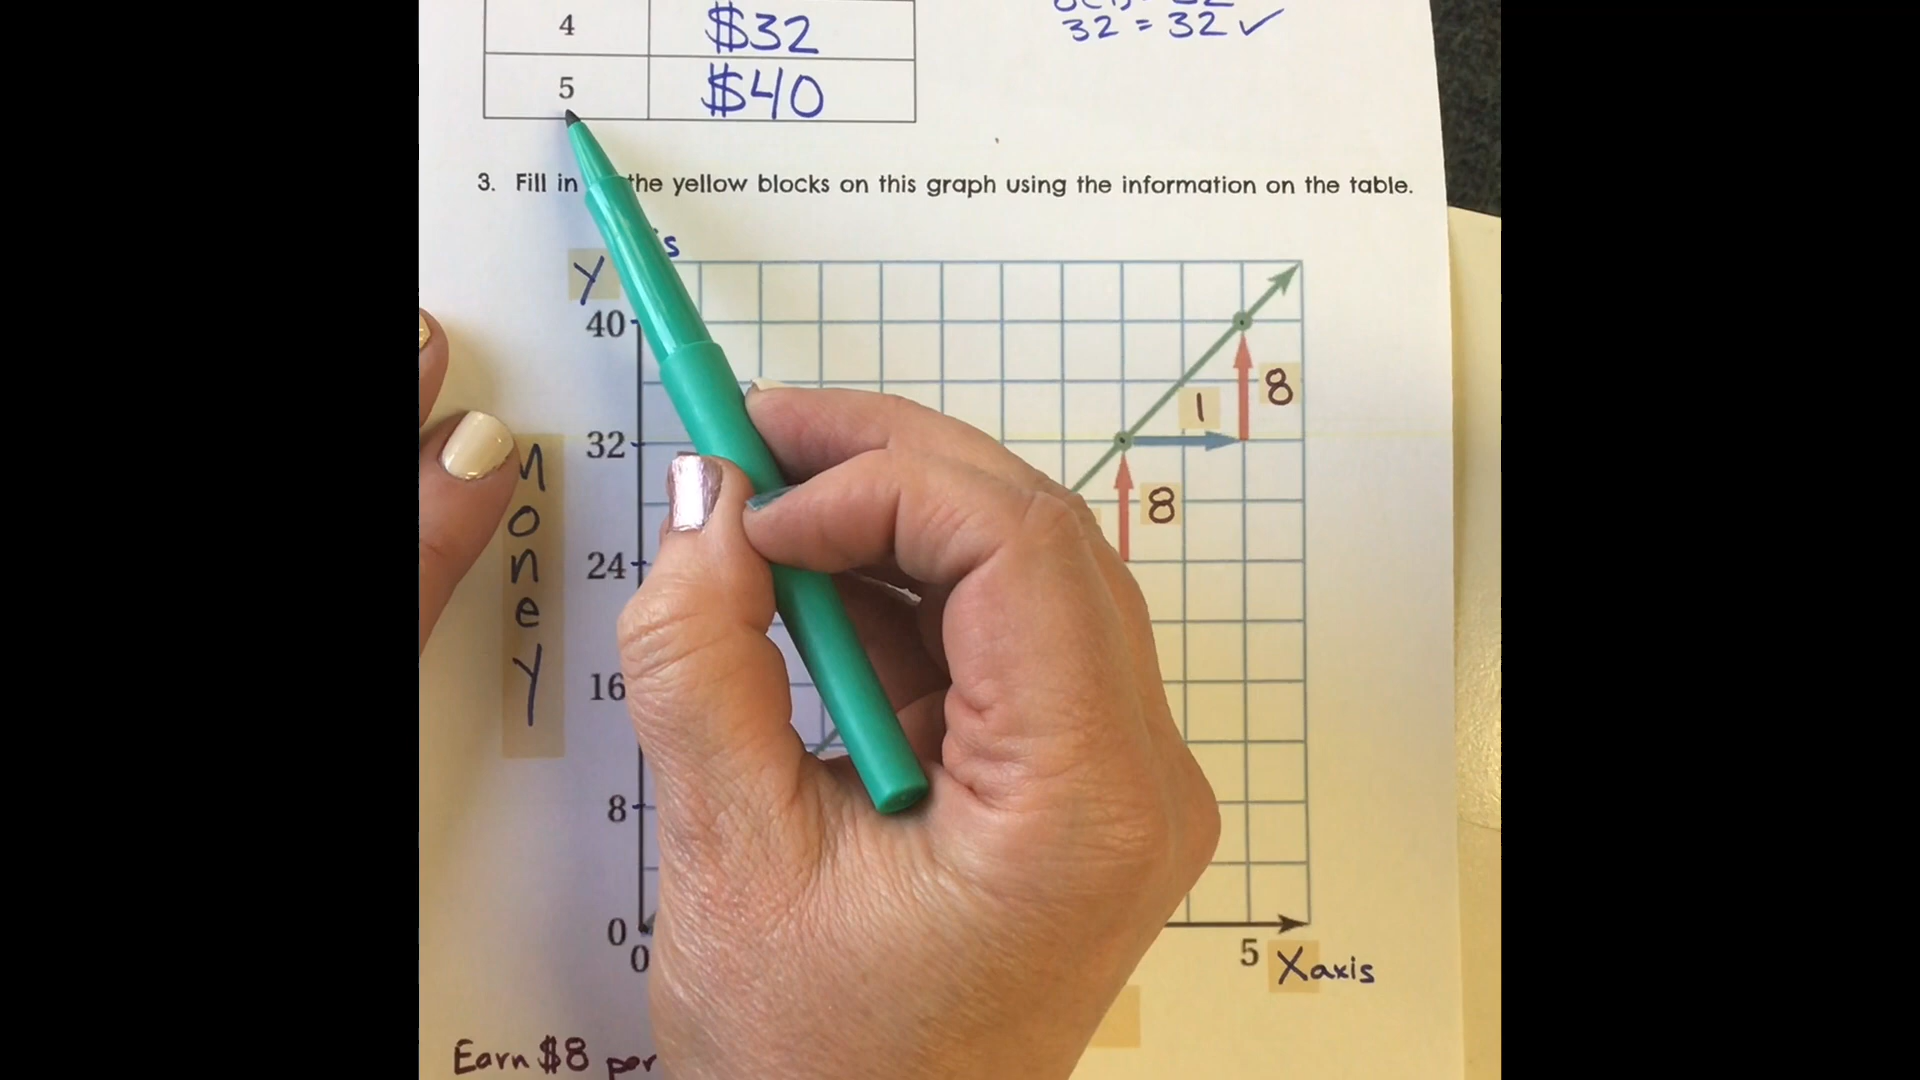 4 $32
32 = 32 ✓
5 $40
3. Fill in the yellow blocks on this graph using the information on the table.
Y
40
8
1
32
Money
8
24
16
8
0
0
5 X axis
Earn $8 per